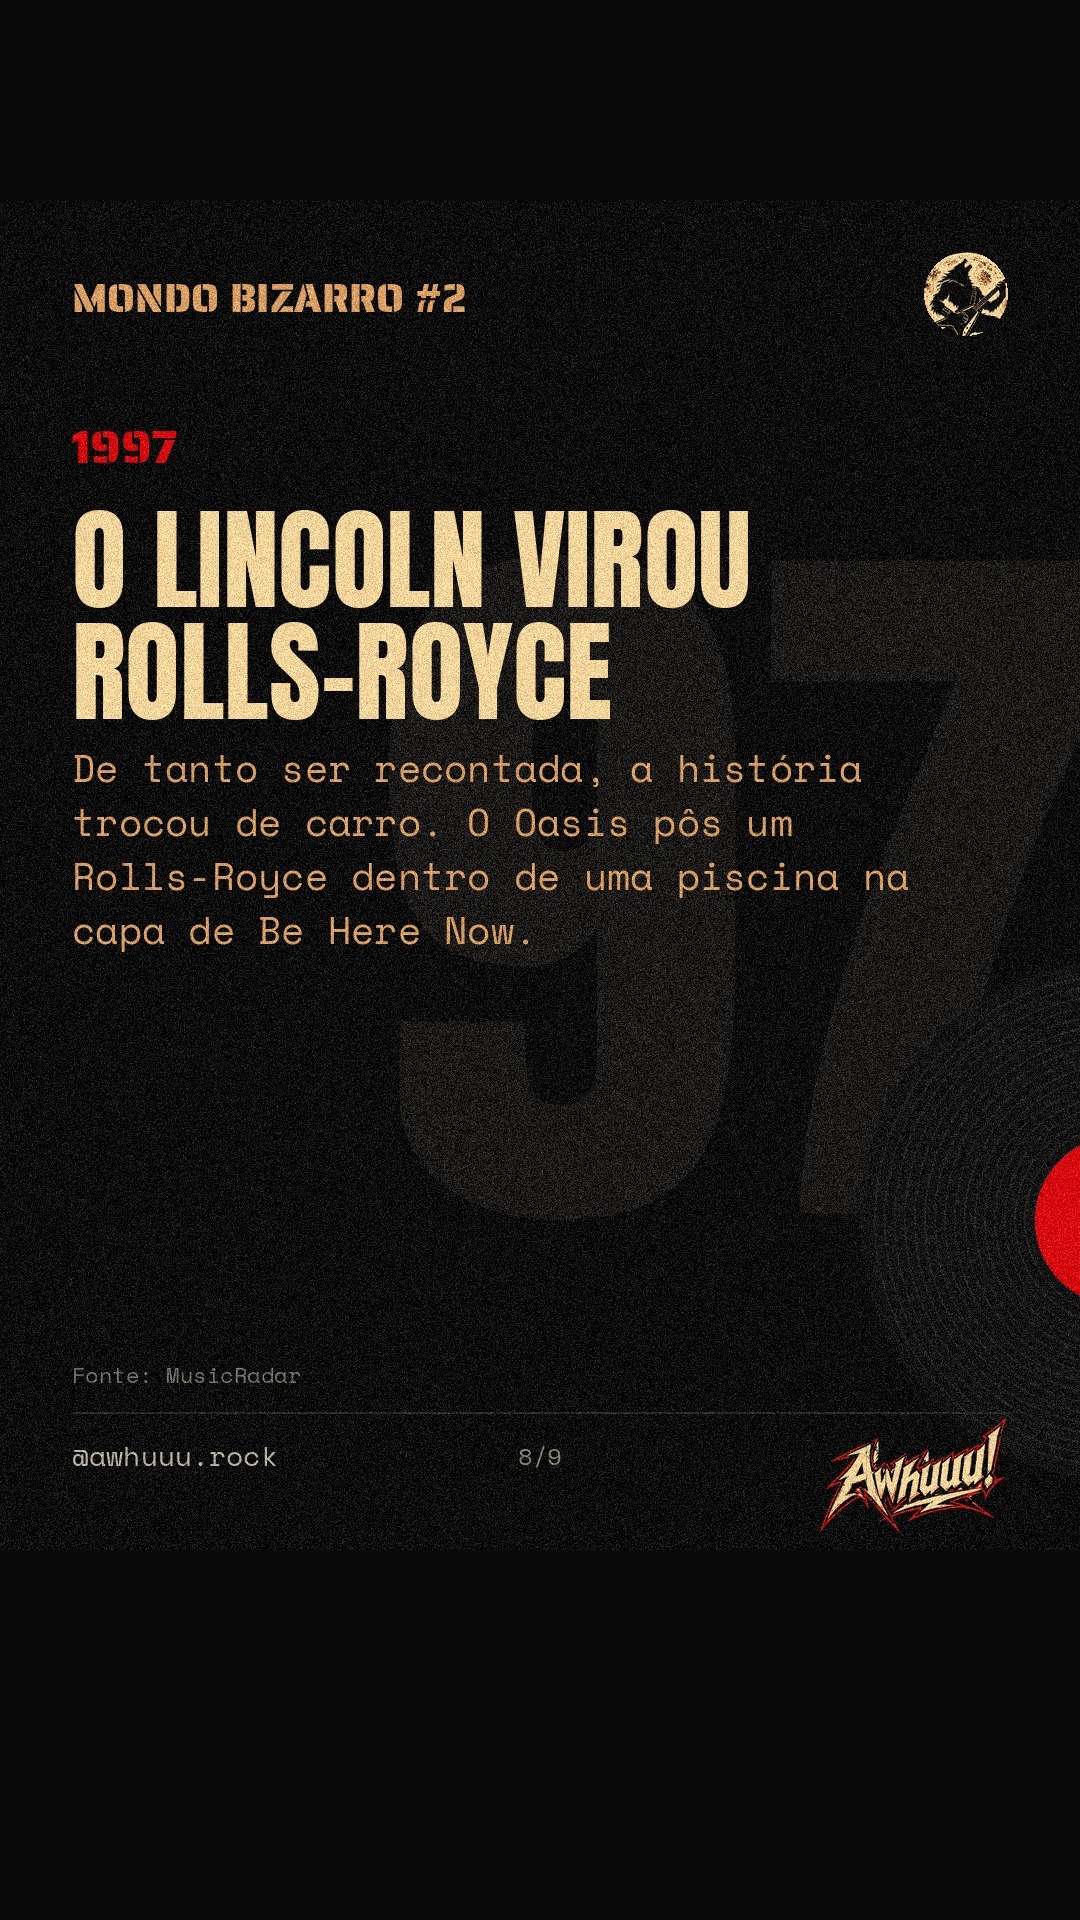 MONDO BIZARRO #2
1997
O LINCOLN VIROU
ROLLS-ROYCE
De tanto ser recontada, a história
trocou de carro. O Oasis pôs um
Rolls-Royce dentro de uma piscina na
capa de Be Here Now.
97
Fonte: MusicRadar
@awhuuu.rock
8/9
Awhuuu!